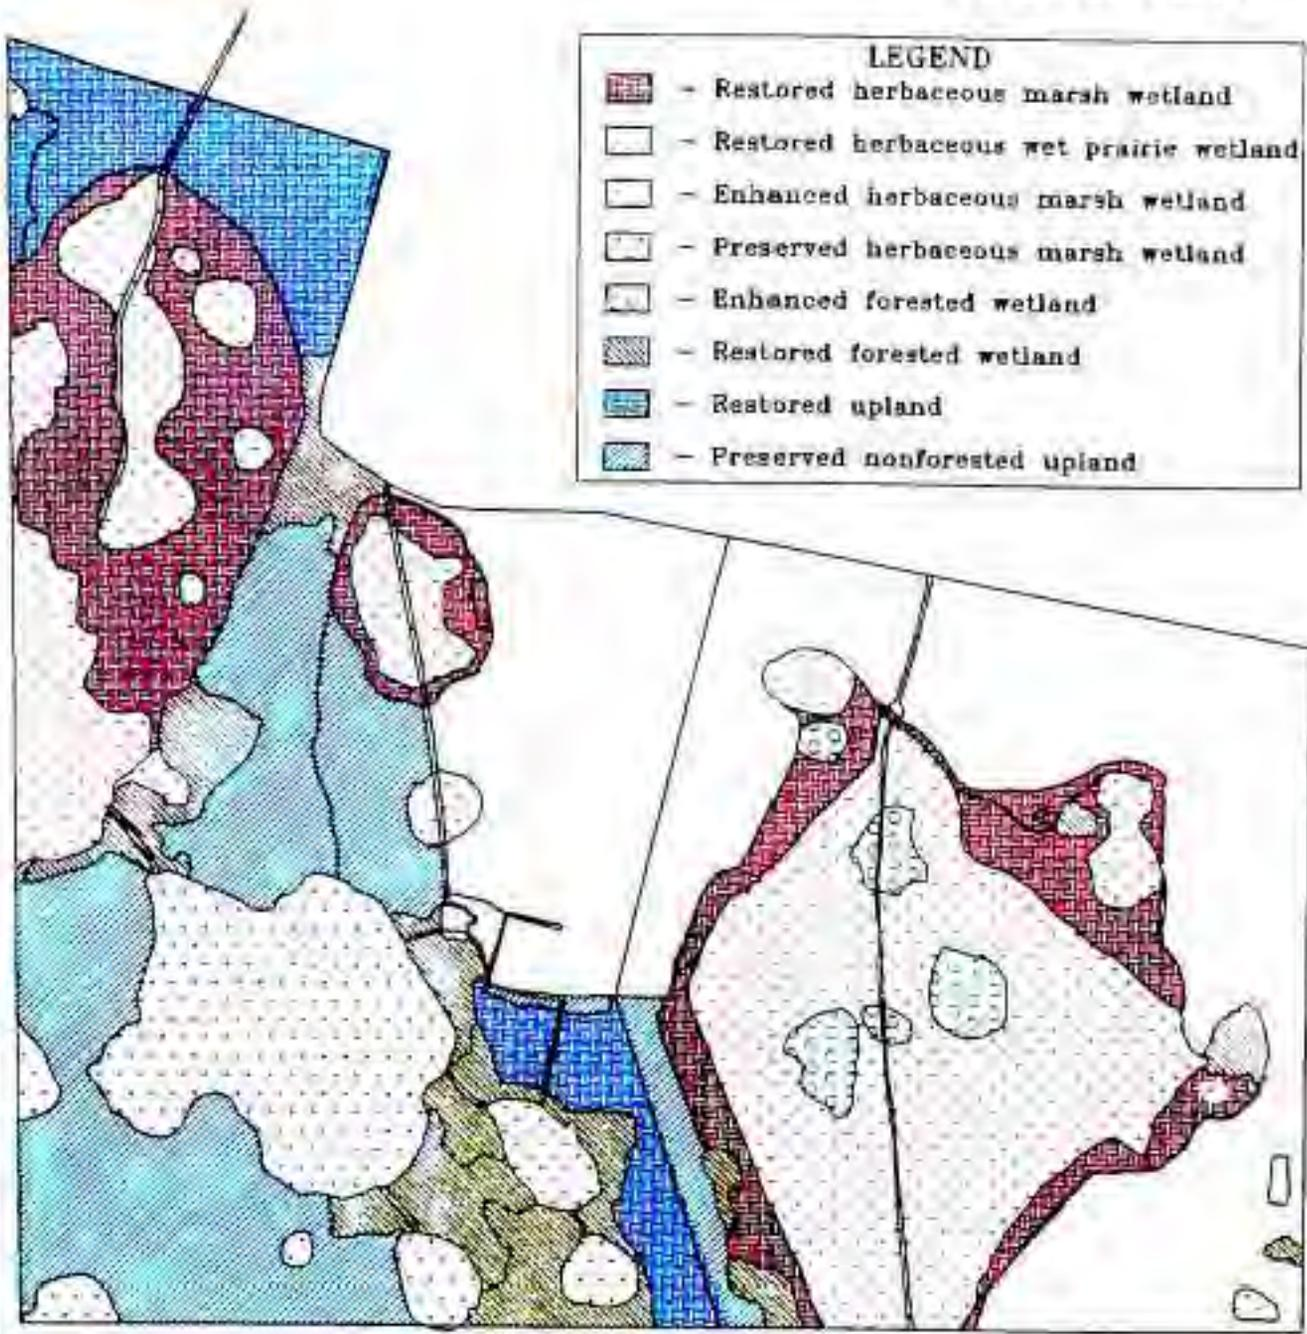 LEGEND
– Restored herbaceous marsh wetland
– Restored herbaceous wet prairie wetland
– Enhanced herbaceous marsh wetland
– Preserved herbaceous marsh wetland
– Enhanced forested wetland
– Restored forested wetland
– Restored upland
– Preserved nonforested upland